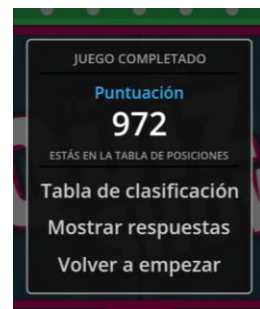 JUEGO COMPLETADO
Puntuación
972
ESTÁS EN LA TABLA DE POSICIONES
Tabla de clasificación
Mostrar respuestas
Volver a empezar